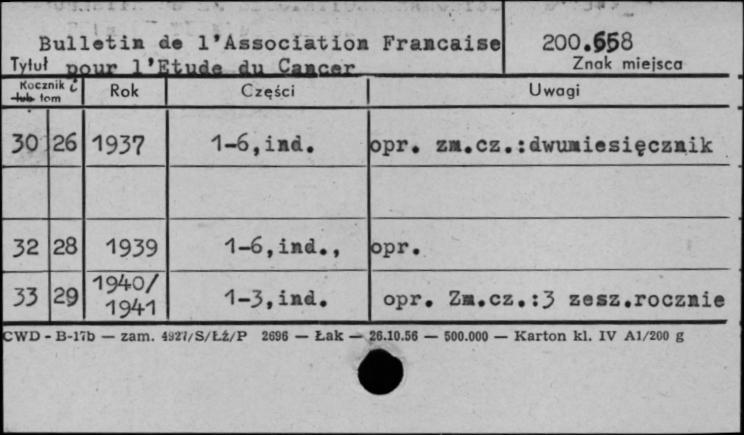 Bulletin de l'Association Francaise 200.658
Tytuł pour l'Etude du Cancer Znak miejsca
Rocznik i lub tom Rok Części Uwagi
30 26 1937 1-6,ind. opr. zm.cz.:dwumiesięcznik
32 28 1939 1-6,ind., opr.
33 29 1940/1941 1-3,ind. opr. Zm.cz.:3 zesz.rocznie
CWD - B-17b — zam. 4927/S/Łż/P 2696 — Łak — 26.10.56 — 500.000 — Karton kl. IV A1/200 g